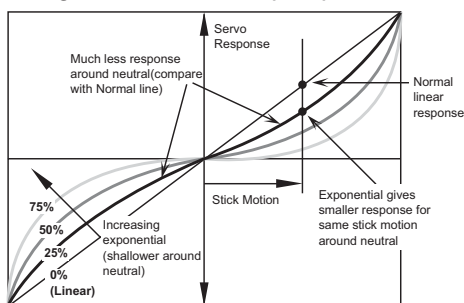 Servo
Response
Much less response
around neutral(compare
with Normal line)
Normal
linear
response
Stick Motion
Exponential gives
smaller response for
same stick motion
around neutral
75%
50%
25%
0%
(Linear)
Increasing
exponential
(shallower around
neutral)